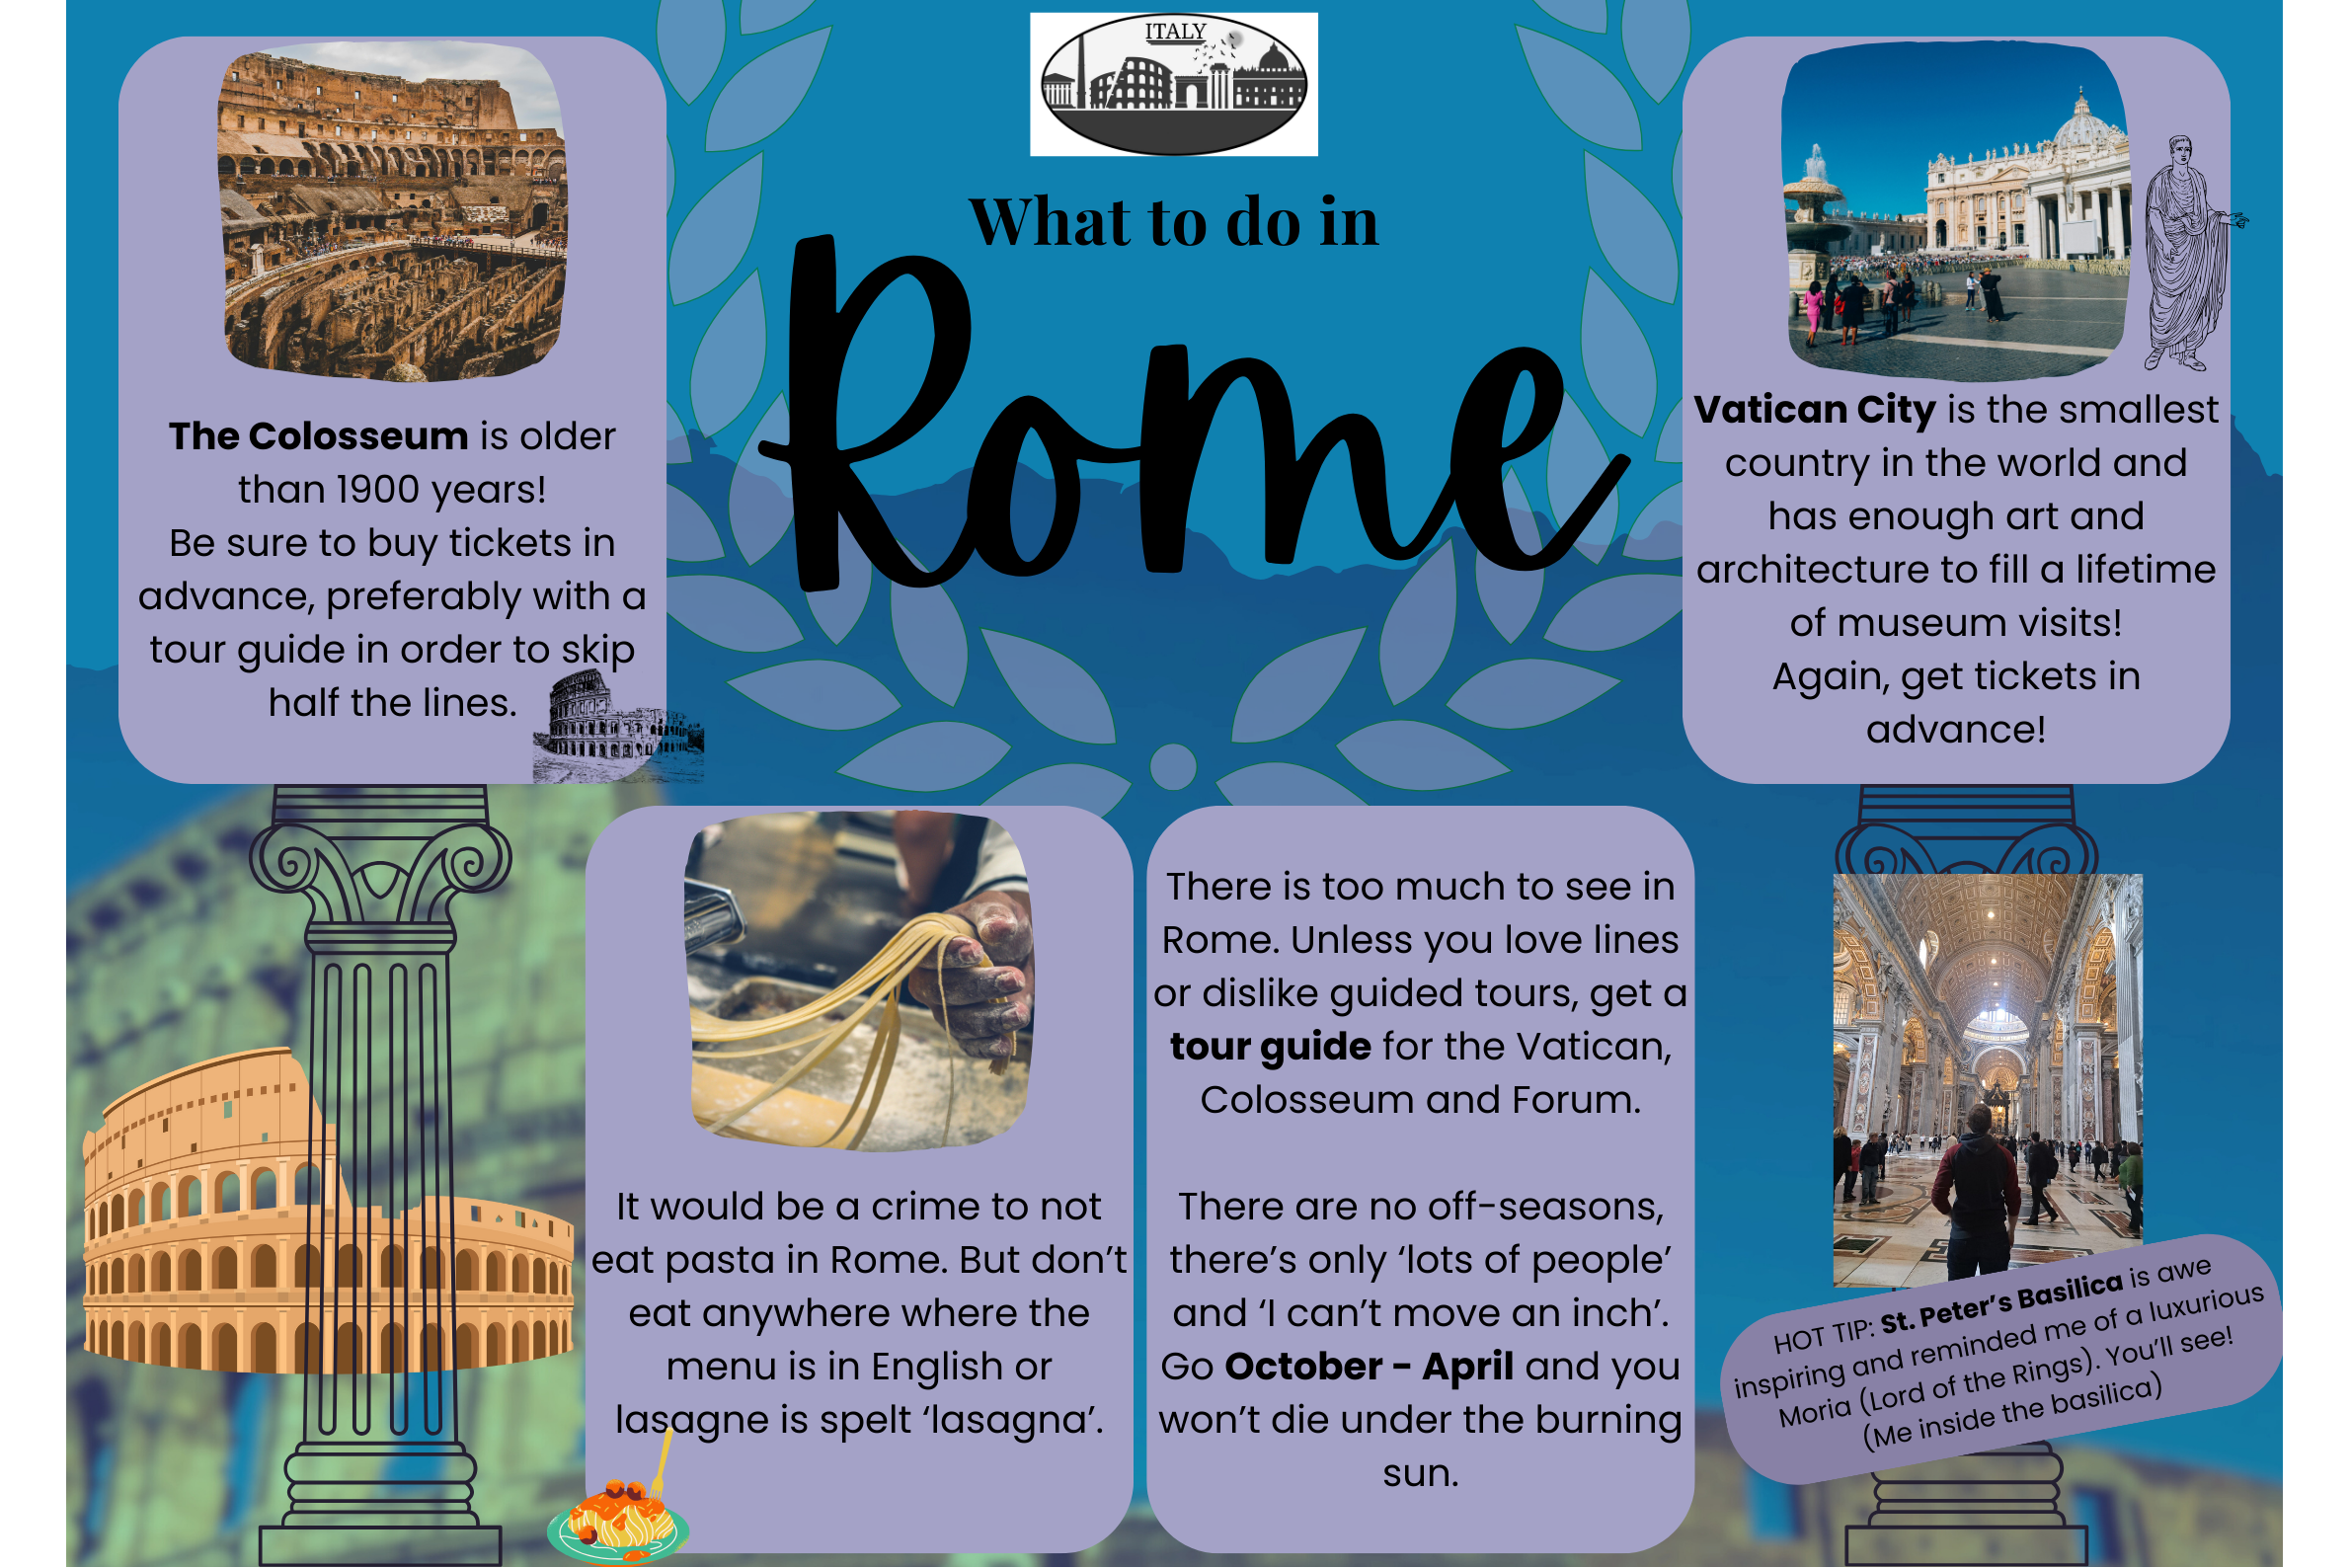 ITALY
What to do in
Rome
The Colosseum is older
than 1900 years!
Be sure to buy tickets in
advance, preferably with a
tour guide in order to skip
half the lines.
Vatican City is the smallest
country in the world and
has enough art and
architecture to fill a lifetime
of museum visits!
Again, get tickets in
advance!
It would be a crime to not
eat pasta in Rome. But don’t
eat anywhere where the
menu is in English or
lasagne is spelt ‘lasagna’.
There is too much to see in
Rome. Unless you love lines
or dislike guided tours, get a
tour guide for the Vatican,
Colosseum and Forum.
There are no off-seasons,
there’s only ‘lots of people’
and ‘I can’t move an inch’.
Go October - April and you
won’t die under the burning
sun.
HOT TIP: St. Peter’s Basilica is awe
inspiring and reminded me of a luxurious
Moria (Lord of the Rings). You’ll see!
(Me inside the basilica)